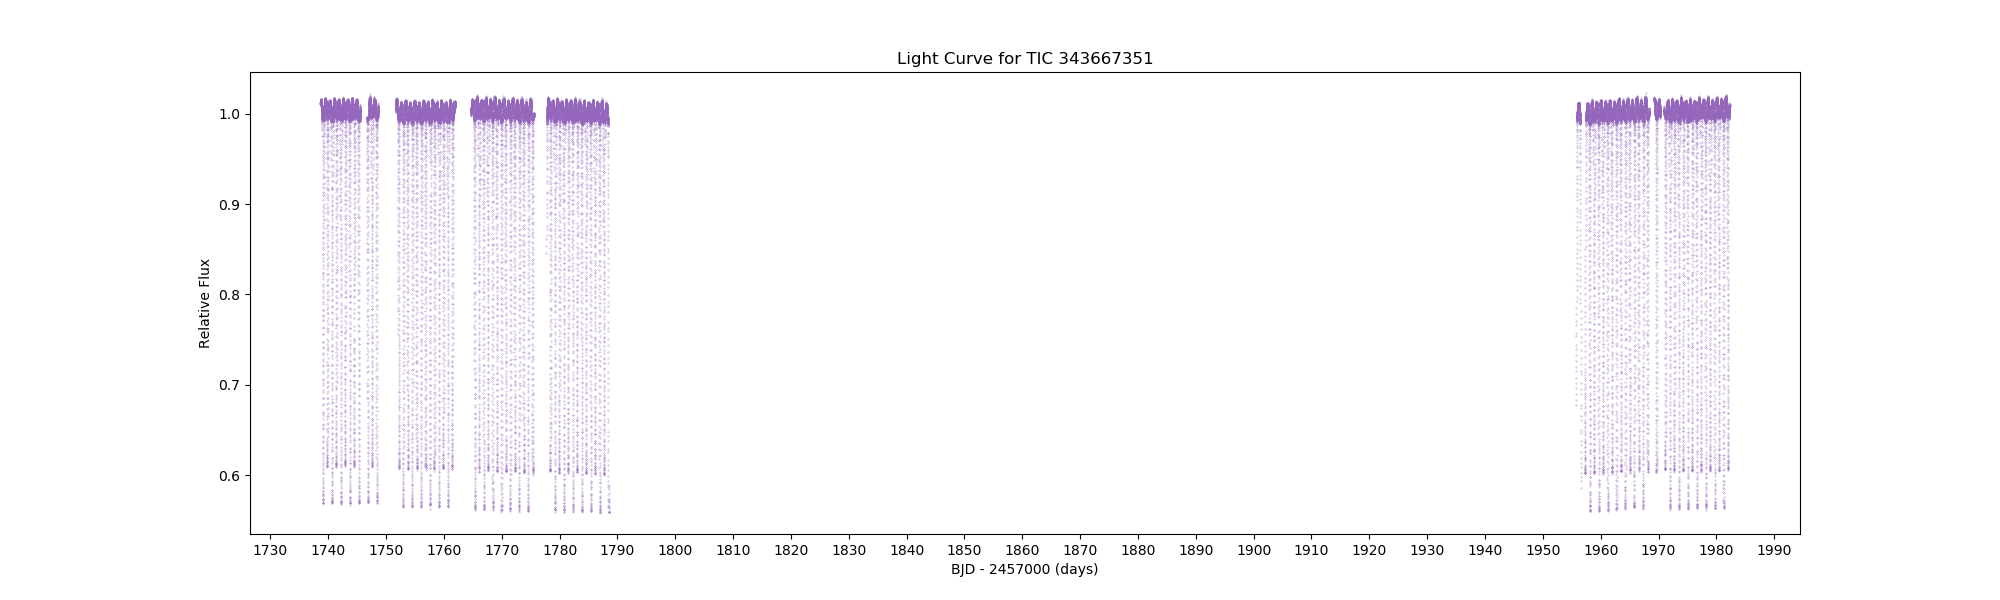 Light Curve for TIC 343667351
Relative Flux
1.0
0.9
0.8
0.7
0.6
1730 1740 1750 1760 1770 1780 1790 1800 1810 1820 1830 1840 1850 1860 1870 1880 1890 1900 1910 1920 1930 1940 1950 1960 1970 1980 1990
BJD - 2457000 (days)